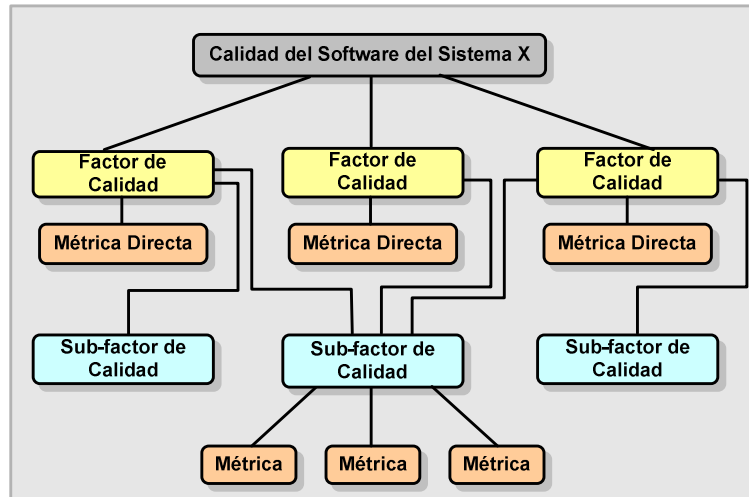 Calidad del Software del Sistema X
Factor de
Calidad
Factor de
Calidad
Factor de
Calidad
Métrica Directa
Métrica Directa
Métrica Directa
Sub-factor de
Calidad
Sub-factor de
Calidad
Sub-factor de
Calidad
Métrica
Métrica
Métrica